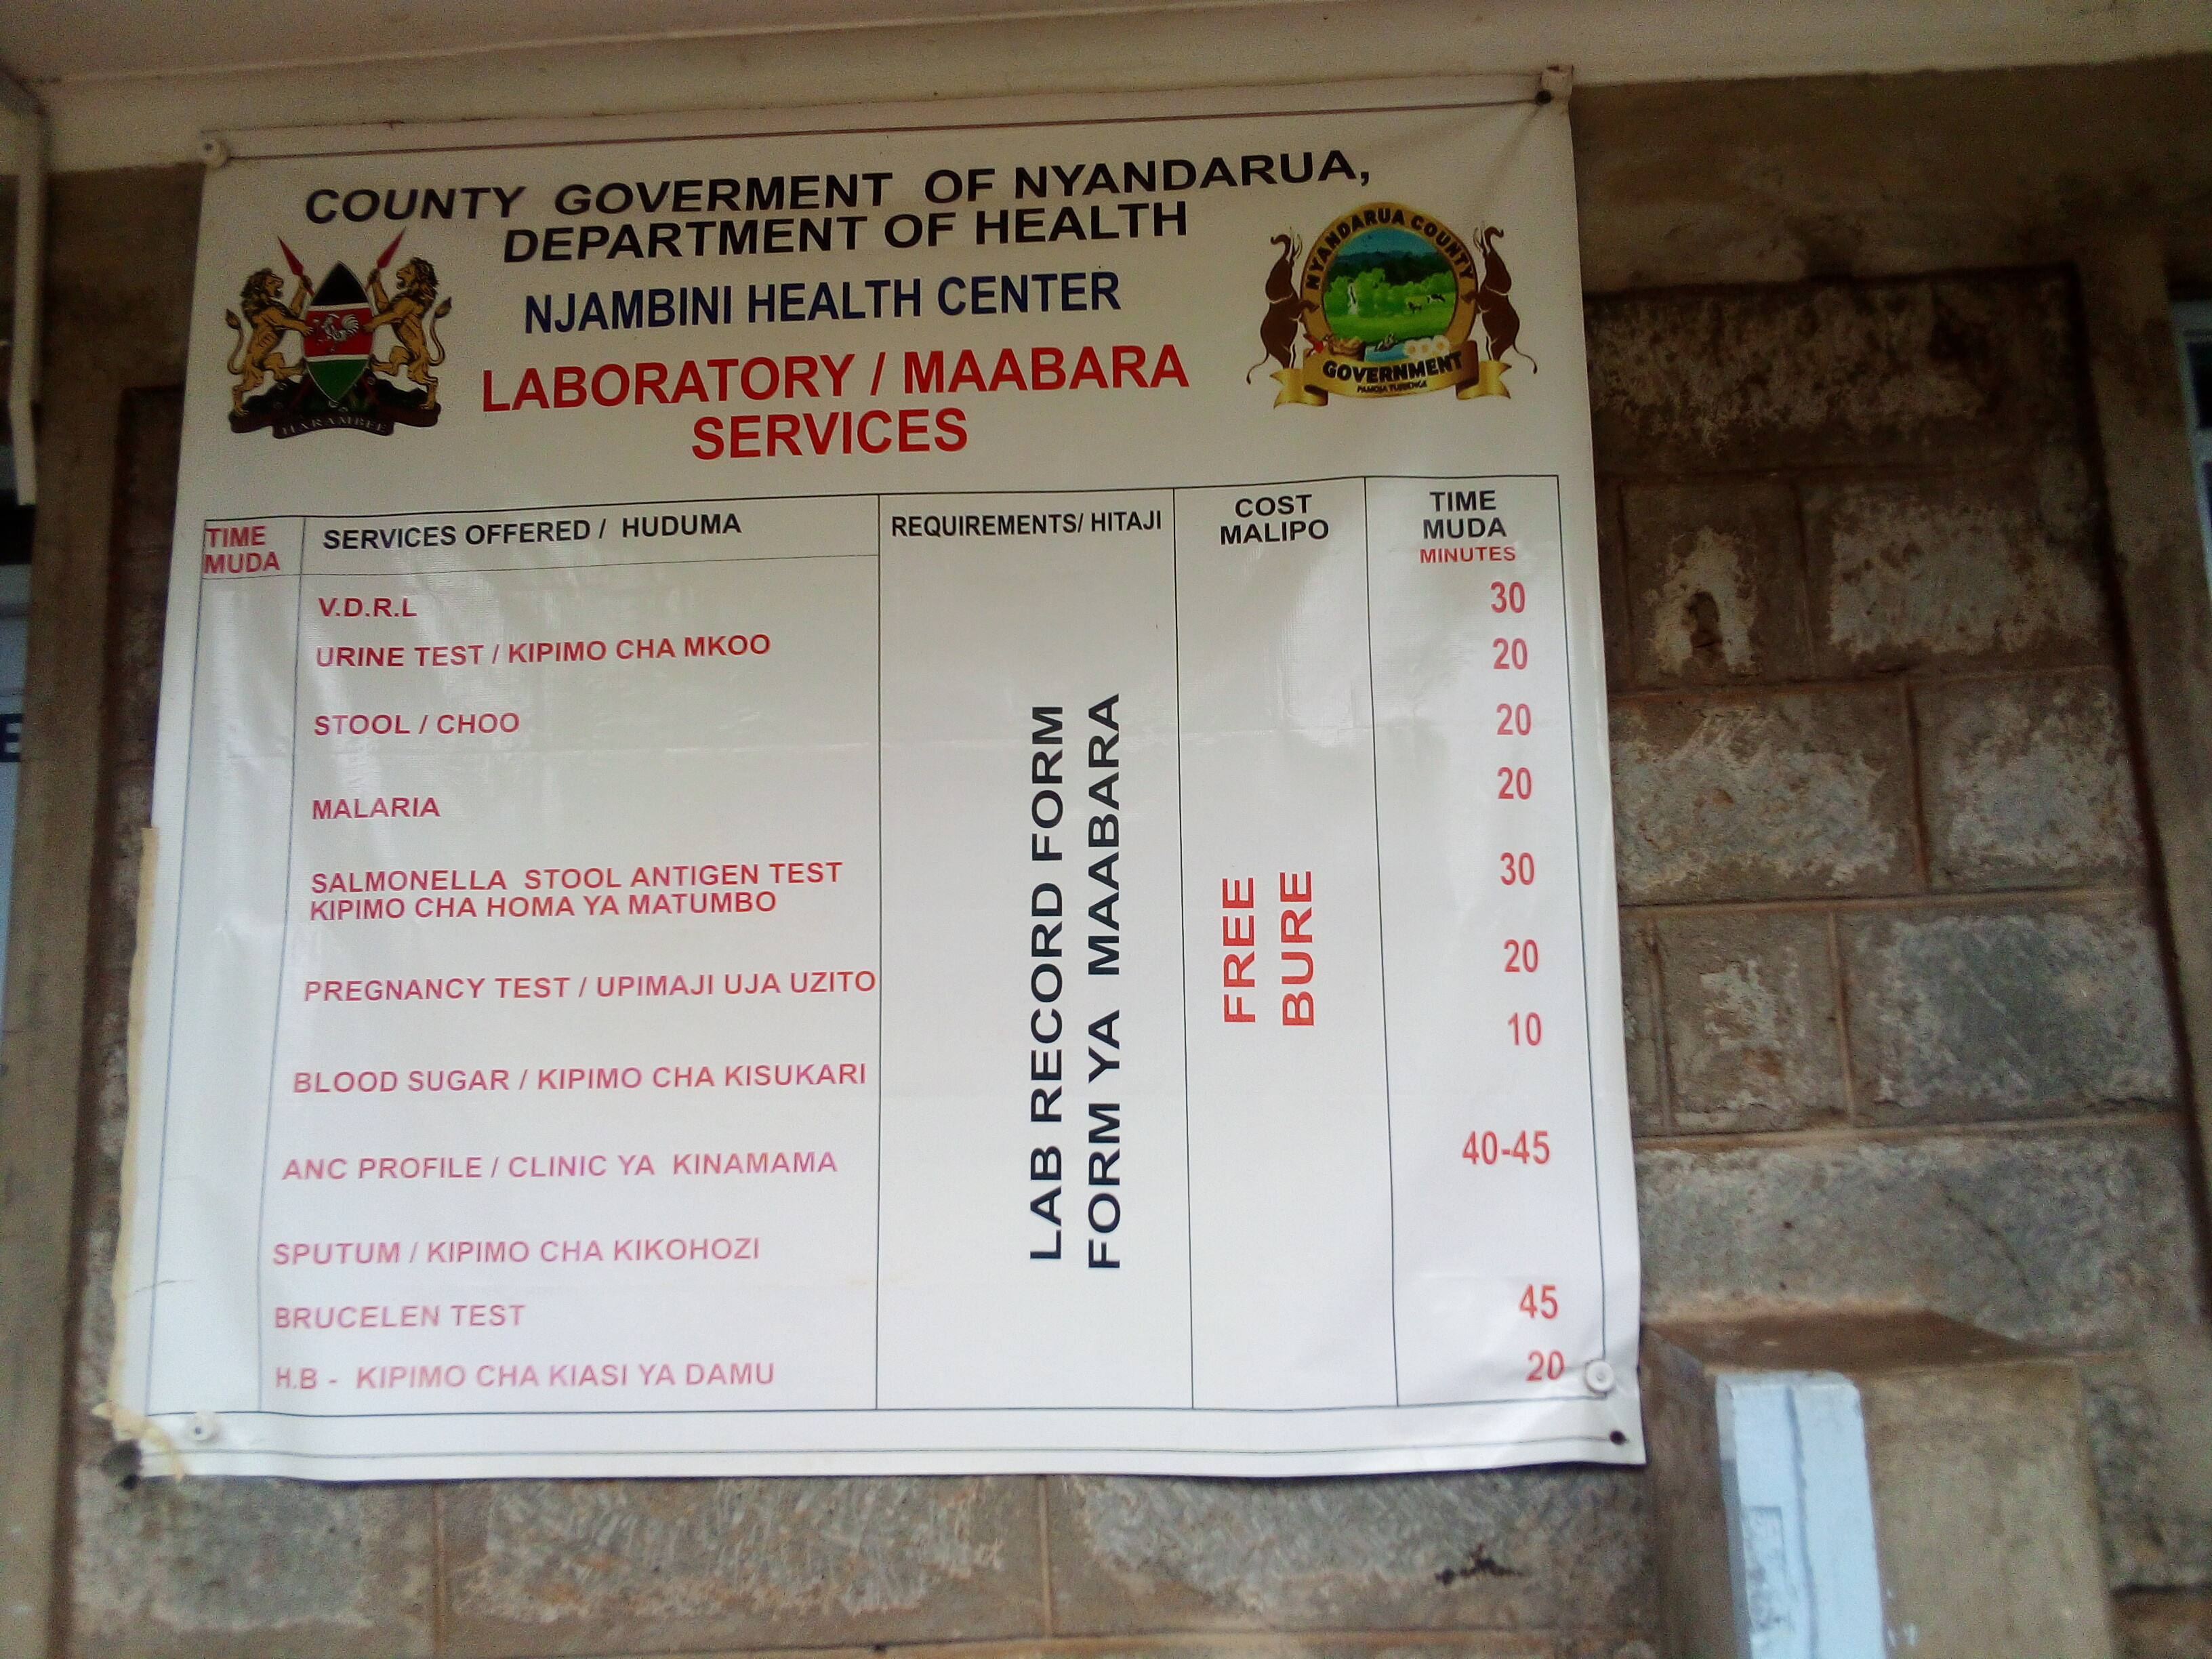 COUNTY GOVERMENT OF NYANDARUA,
DEPARTMENT OF HEALTH
NJAMBINI HEALTH CENTER
LABORATORY / MAABARA
SERVICES
HARAMBEE
NYANDARUA COUNTY
GOVERNMENT
TIME
MUDA
SERVICES OFFERED / HUDUMA
REQUIREMENTS/ HITAJI
COST
MALIPO
TIME
MUDA
MINUTES
V.D.R.L
30
URINE TEST / KIPIMO CHA MKOO
20
STOOL / CHOO
20
MALARIA
20
SALMONELLA STOOL ANTIGEN TEST
KIPIMO CHA HOMA YA MATUMBO
30
PREGNANCY TEST / UPIMAJI UJA UZITO
20
BLOOD SUGAR / KIPIMO CHA KISUKARI
10
ANC PROFILE / CLINIC YA KINAMAMA
40-45
SPUTUM / KIPIMO CHA KIKOHOZI
BRUCELEN TEST
45
H.B - KIPIMO CHA KIASI YA DAMU
20
LAB RECORD FORM
FORM YA MAABARA
FREE
BURE